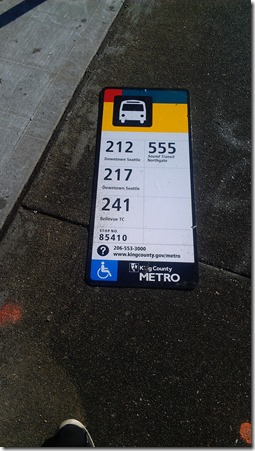 212 555
Downtown Seattle Sound Transit
Northgate
217
Downtown Seattle
241
Bellevue TC
STOP NO.
85410
? 206-553-3000
www.kingcounty.gov/metro
King County
METRO